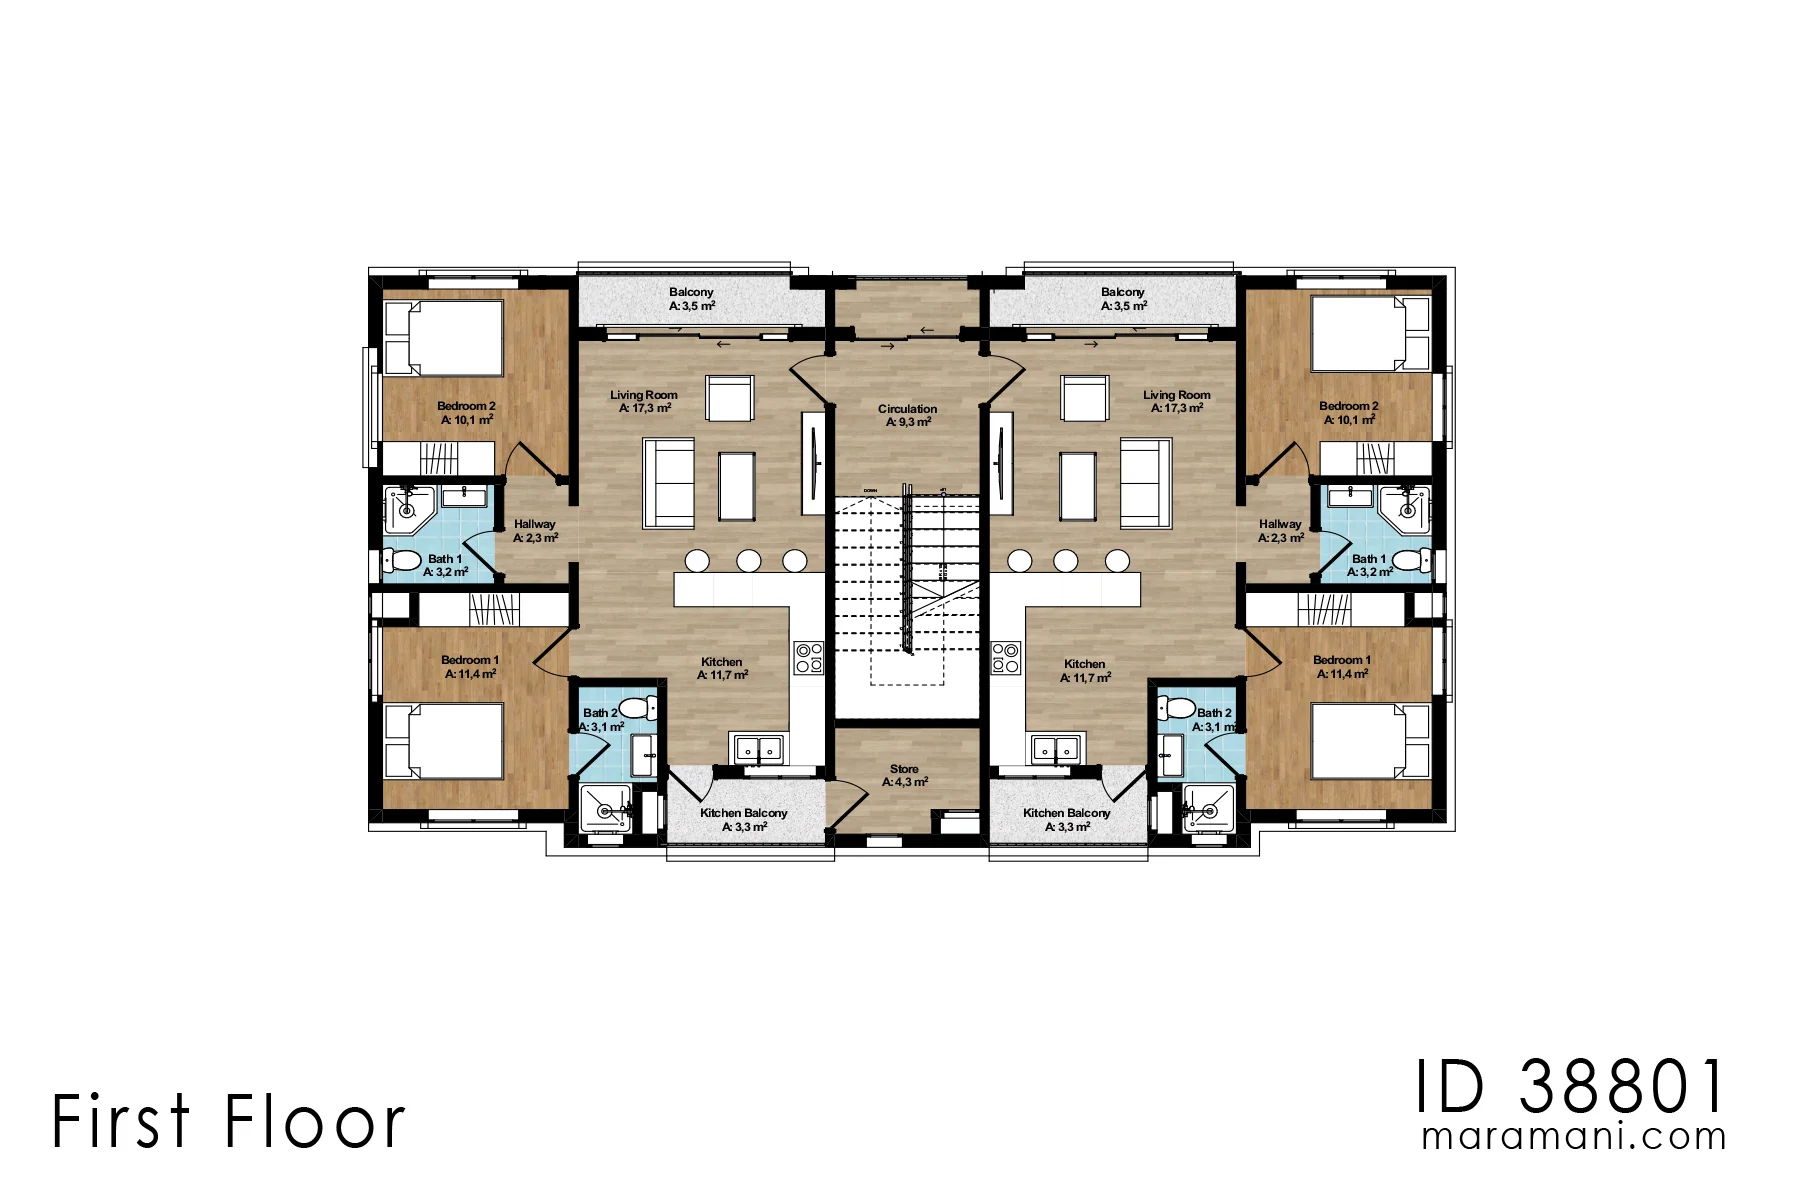 Balcony
A: 3,5 m²
Balcony
A: 3,5 m²
Living Room
A: 17,3 m²
Living Room
A: 17,3 m²
Bedroom 2
A: 10,1 m²
Circulation
A: 9,3 m²
Bedroom 2
A: 10,1 m²
DOWN
Hallway
A: 2,3 m²
Hallway
A: 2,3 m²
Bath 1
A: 3,2 m²
Bath 1
A: 3,2 m²
Bedroom 1
A: 11,4 m²
Kitchen
A: 11,7 m²
Kitchen
A: 11,7 m²
Bedroom 1
A: 11,4 m²
Bath 2
A: 3,1 m²
Bath 2
A: 3,1 m²
Store
A: 4,3 m²
Kitchen Balcony
A: 3,3 m²
Kitchen Balcony
A: 3,3 m²
First Floor
ID 38801
maramani.com